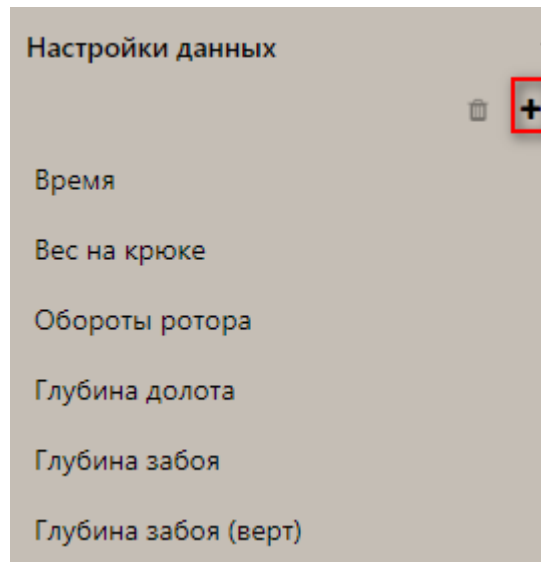 Настройки данных
Время
Вес на крюке
Обороты ротора
Глубина долота
Глубина забоя
Глубина забоя (верт)